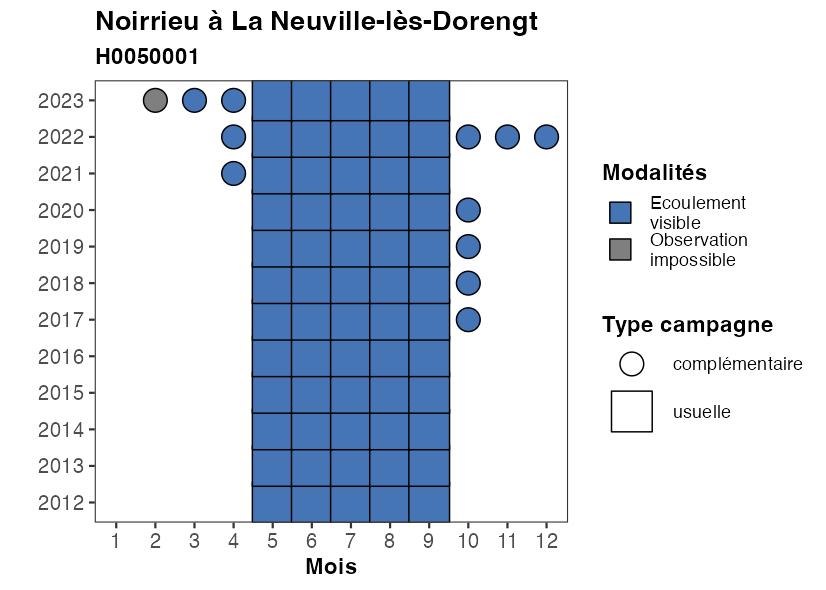 Noirrieu à La Neuville-lès-Dorengt
H0050001
2023
2022
2021
2020
2019
2018
2017
2016
2015
2014
2013
2012
1 2 3 4 5 6 7 8 9 10 11 12
Mois
Modalités
Ecoulement
visible
Observation
impossible
Type campagne
complémentaire
usuelle